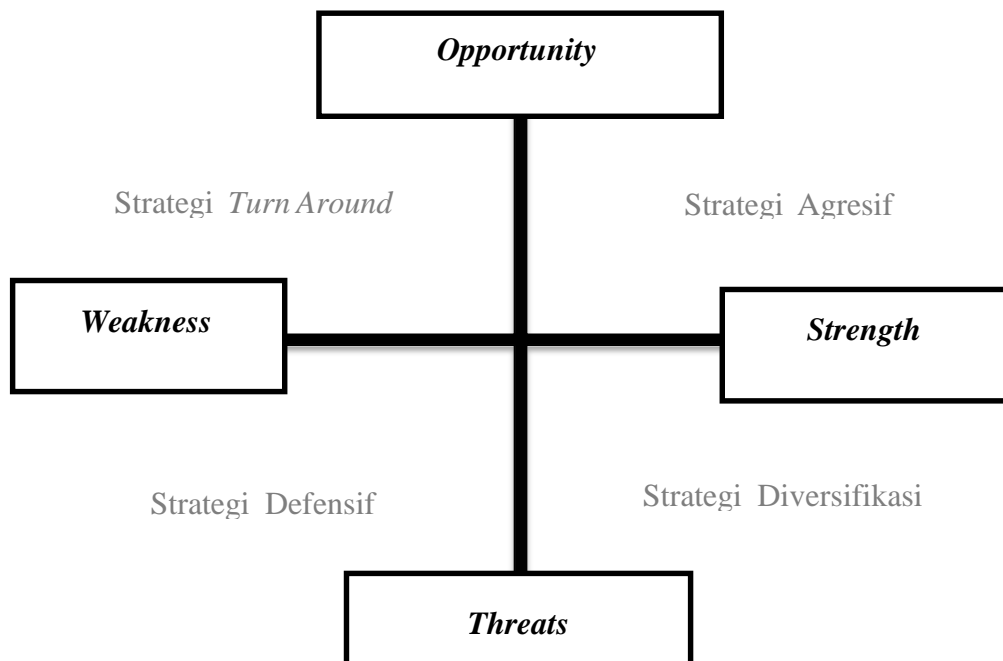 Opportunity
Strategi Turn Around
Strategi Agresif
Weakness
Strength
Strategi Defensif
Strategi Diversifikasi
Threats